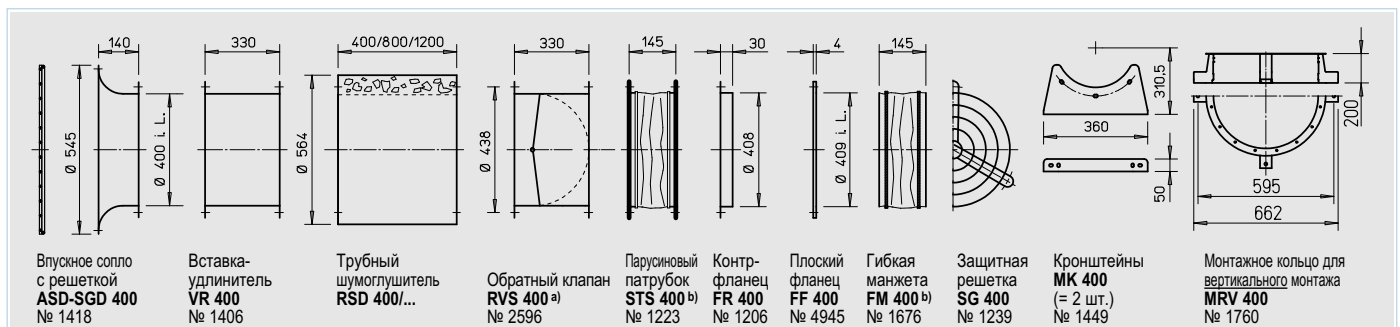 140
Ø 545
Ø 400 i. L.
330
400/800/1200
Ø 564
330
Ø 438
145
30
Ø 408
4
Ø 409 i. L.
145
310,5
360
50
200
595
662
Впускное сопло
с решеткой
ASD-SGD 400
№ 1418
Вставка-
удлинитель
VR 400
№ 1406
Трубный
шумоглушитель
RSD 400/...
Обратный клапан
RVS 400 a)
№ 2596
Парусиновый
патрубок
STS 400 b)
№ 1223
Контр-
фланец
FR 400
№ 1206
Плоский
фланец
FF 400
№ 4945
Гибкая
манжета
FM 400 b)
№ 1676
Защитная
решетка
SG 400
№ 1239
Кронштейны
MK 400
(= 2 шт.)
№ 1449
Монтажное кольцо для
вертикального монтажа
MRV 400
№ 1760